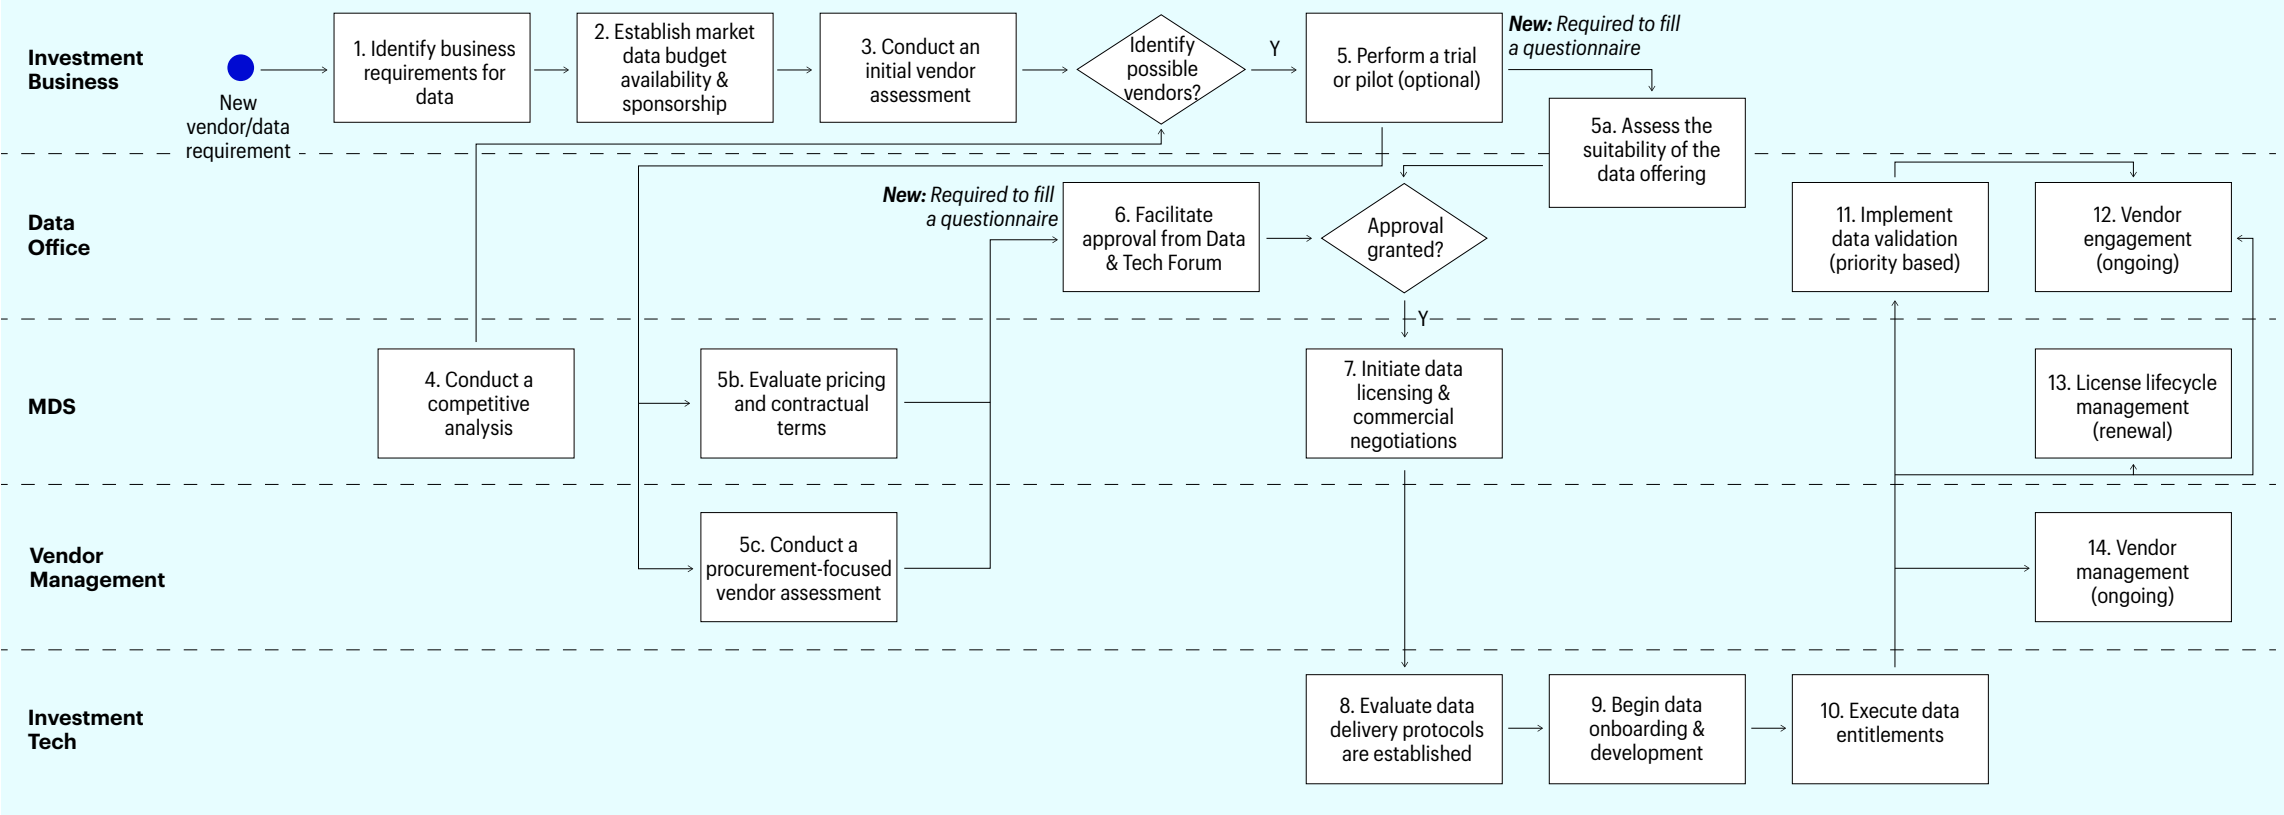 Investment
Business
New
vendor/data
requirement
1. Identify business
requirements for
data
2. Establish market
data budget
availability &
sponsorship
3. Conduct an
initial vendor
assessment
Identify
possible
vendors?
Y
5. Perform a trial
or pilot (optional)
New: Required to fill
a questionnaire
5a. Assess the
suitability of the
data offering
Data
Office
New: Required to fill
a questionnaire
6. Facilitate
approval from Data
& Tech Forum
Approval
granted?
Y
11. Implement
data validation
(priority based)
12. Vendor
engagement
(ongoing)
MDS
4. Conduct a
competitive
analysis
5b. Evaluate pricing
and contractual
terms
7. Initiate data
licensing &
commercial
negotiations
13. License lifecycle
management
(renewal)
Vendor
Management
5c. Conduct a
procurement-focused
vendor assessment
14. Vendor
management
(ongoing)
Investment
Tech
8. Evaluate data
delivery protocols
are established
9. Begin data
onboarding &
development
10. Execute data
entitlements